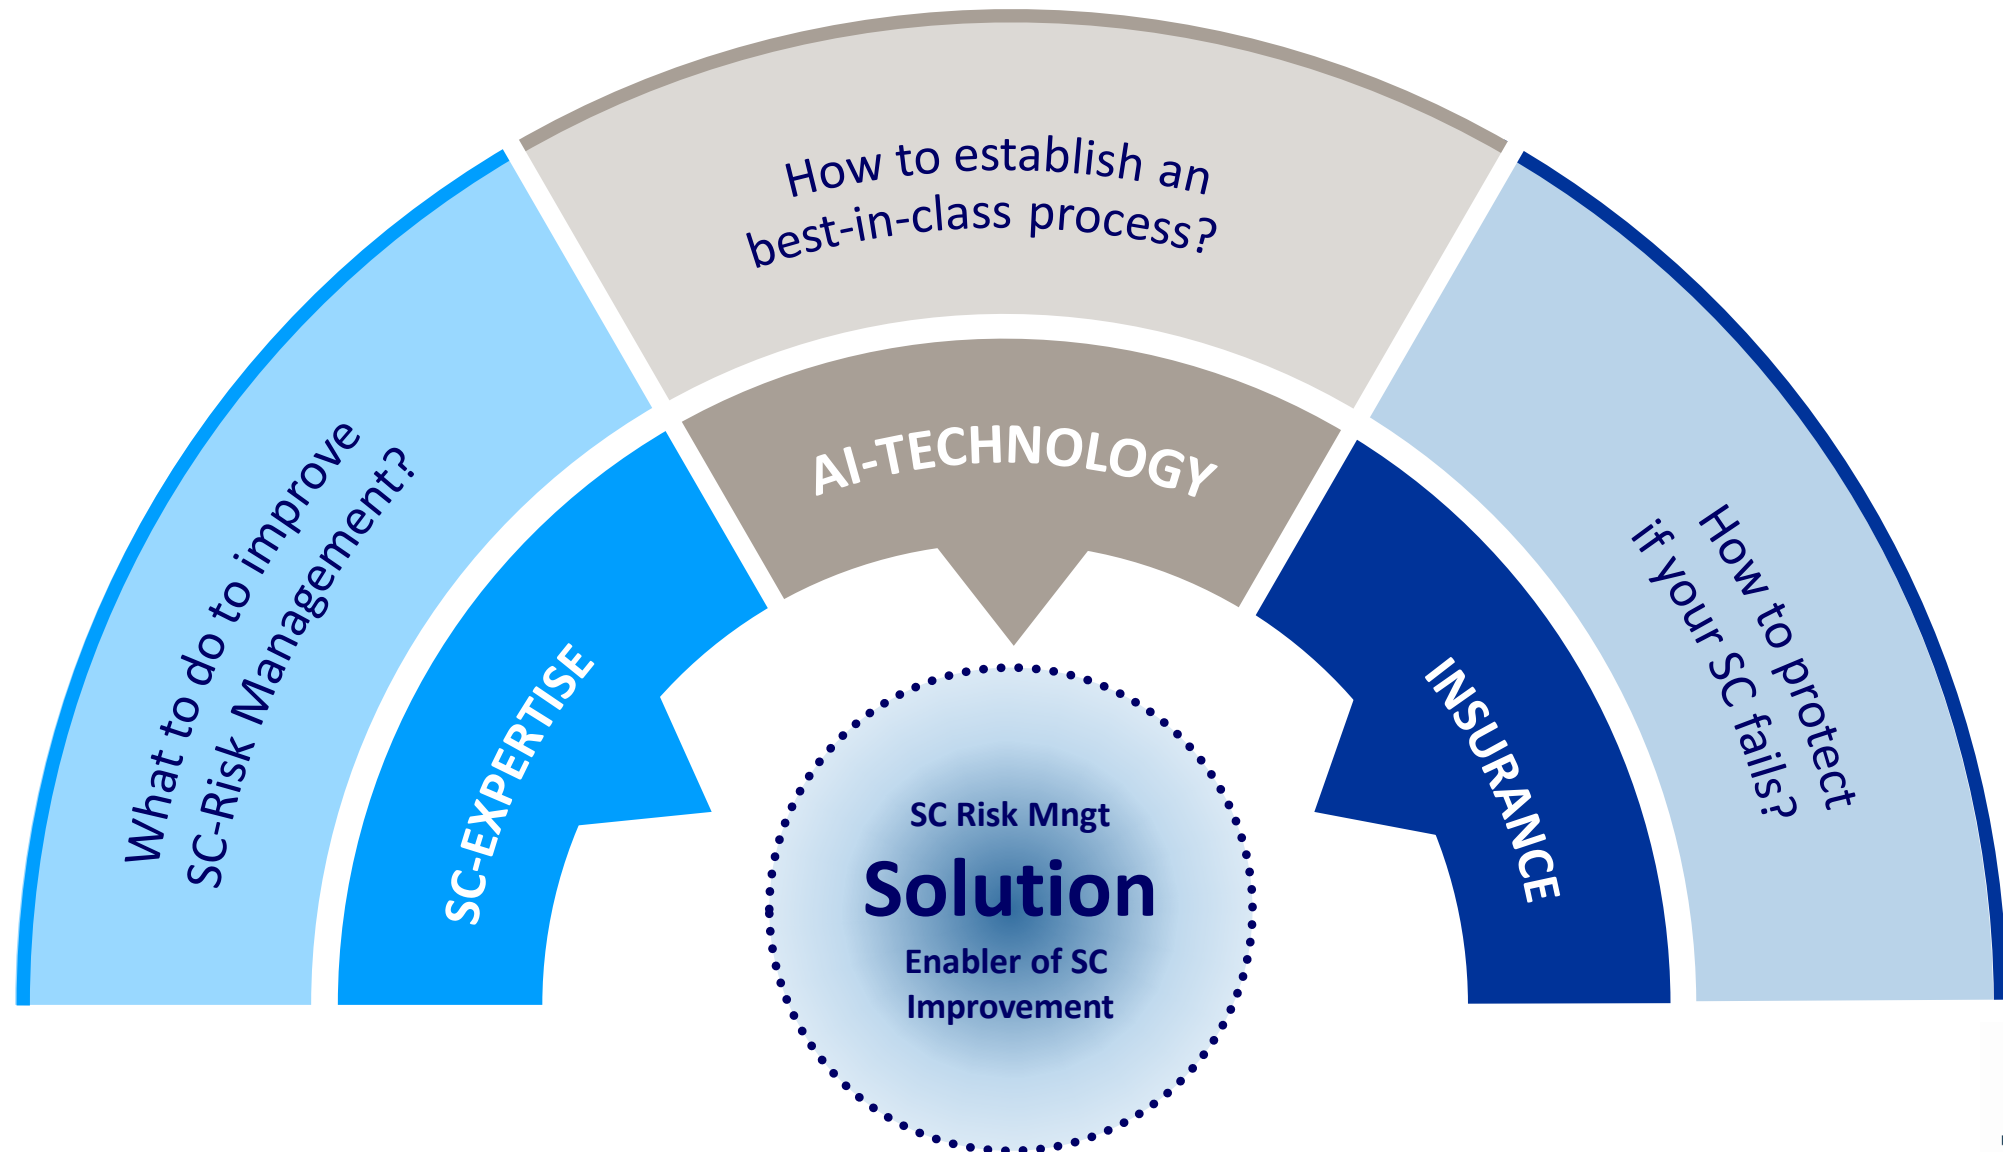 How to establish an
best-in-class process?
What to do to improve
SC-Risk Management?
How to protect
if your SC fails?
AI-TECHNOLOGY
SC-EXPERTISE
INSURANCE
SC Risk Mngt
Solution
Enabler of SC
Improvement